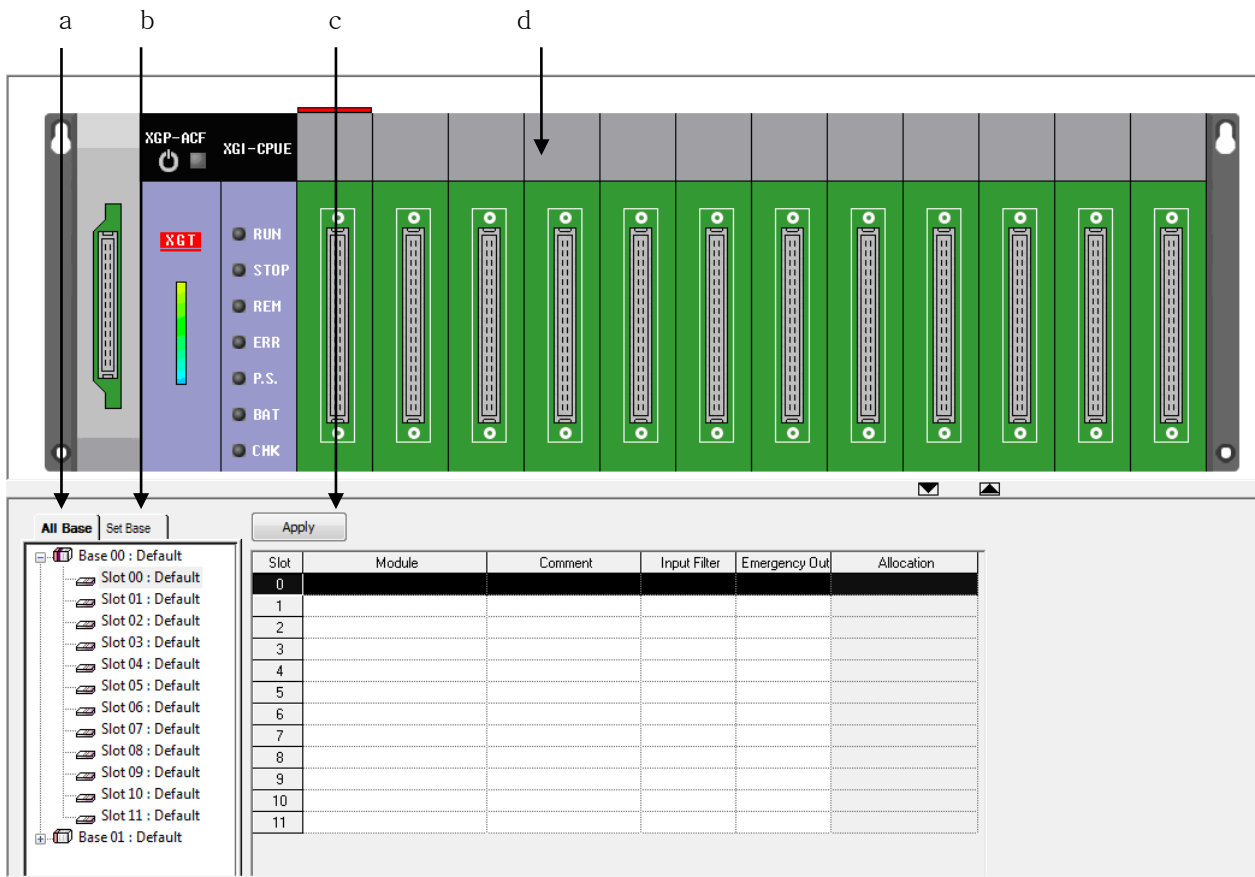 a b c d
XGP-ACF
XGI-CPUE
XGT
RUN
STOP
REM
ERR
P.S.
BAT
CHK
All Base Set Base
Base 00 : Default
Slot 00 : Default
Slot 01 : Default
Slot 02 : Default
Slot 03 : Default
Slot 04 : Default
Slot 05 : Default
Slot 06 : Default
Slot 07 : Default
Slot 08 : Default
Slot 09 : Default
Slot 10 : Default
Slot 11 : Default
Base 01 : Default
Apply
Slot Module Comment Input Filter Emergency Out Allocation
0
1
2
3
4
5
6
7
8
9
10
11